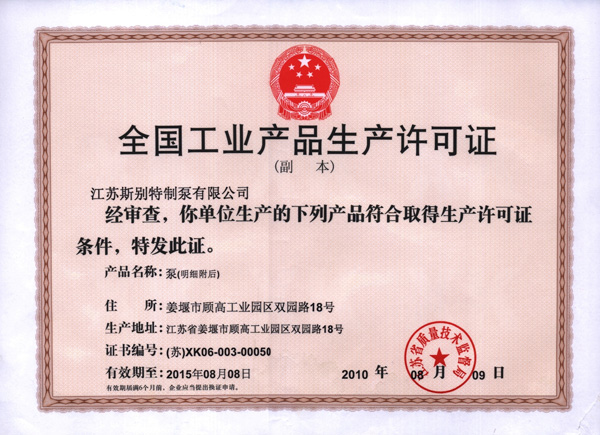 全国工业产品生产许可证
(副 本)
江苏斯别特制泵有限公司
经审查，你单位生产的下列产品符合取得生产许可证
条件，特发此证。
产品名称: 泵(明细附后)
住 所: 姜堰市顾高工业园区双园路18号
生产地址: 江苏省姜堰市顾高工业园区双园路18号
证书编号: (苏)XK06-003-00050
有效期至: 2015年08月08日
2010 年 08 月 09 日
有效期届满6个月前，企业应当提出换证申请。
江苏省质量技术监督局